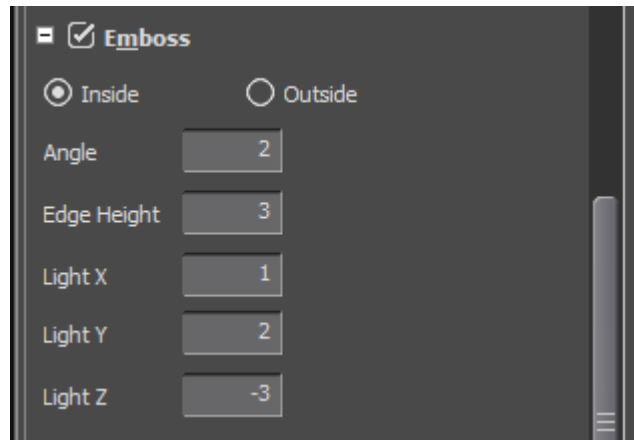 Emboss
Inside Outside
Angle 2
Edge Height 3
Light X 1
Light Y 2
Light Z -3